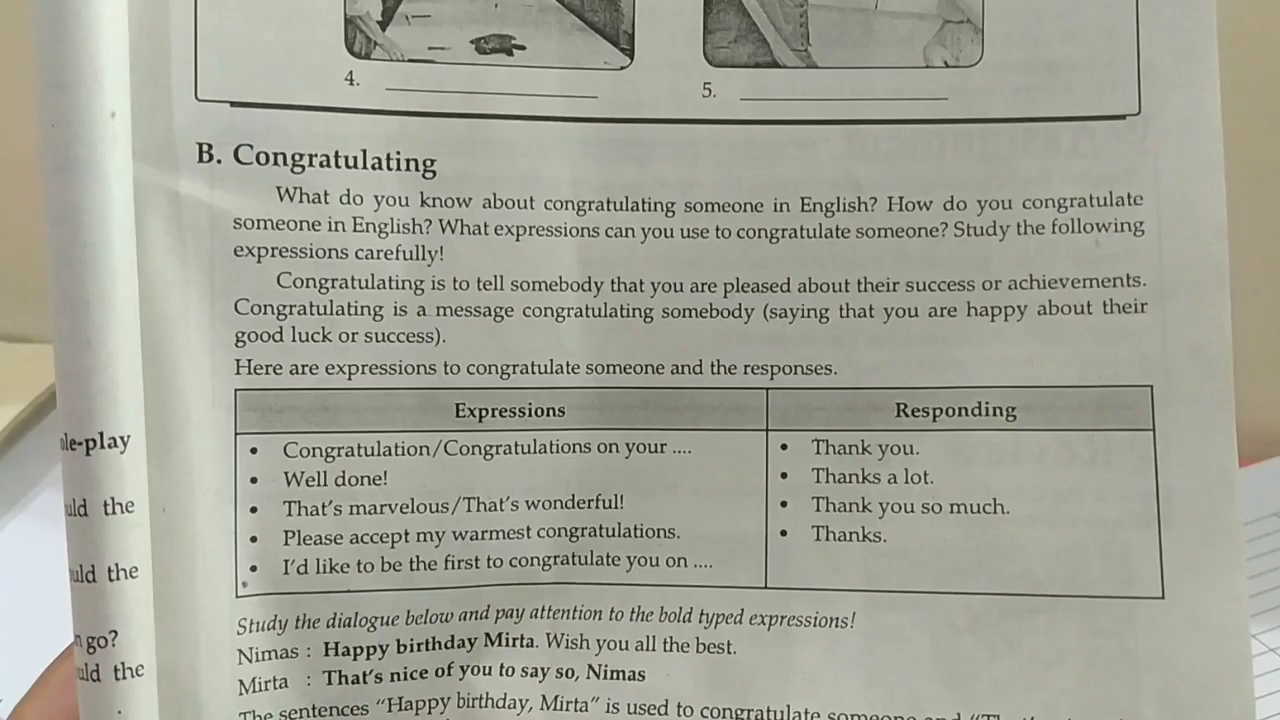 4. ____________
5. ____________
B. Congratulating
What do you know about congratulating someone in English? How do you congratulate
someone in English? What expressions can you use to congratulate someone? Study the following
expressions carefully!
Congratulating is to tell somebody that you are pleased about their success or achievements.
Congratulating is a message congratulating somebody (saying that you are happy about their
good luck or success).
Here are expressions to congratulate someone and the responses.
Expressions
• Congratulation/Congratulations on your ....
• Well done!
• That's marvelous/That's wonderful!
• Please accept my warmest congratulations.
• I'd like to be the first to congratulate you on ....
Responding
• Thank you.
• Thanks a lot.
• Thank you so much.
• Thanks.
Study the dialogue below and pay attention to the bold typed expressions!
Nimas : Happy birthday Mirta. Wish you all the best.
Mirta : That's nice of you to say so, Nimas
The sentences "Happy birthday, Mirta" is used to congratulate someone and
ole-play
uld the
uld the
go?
uld the